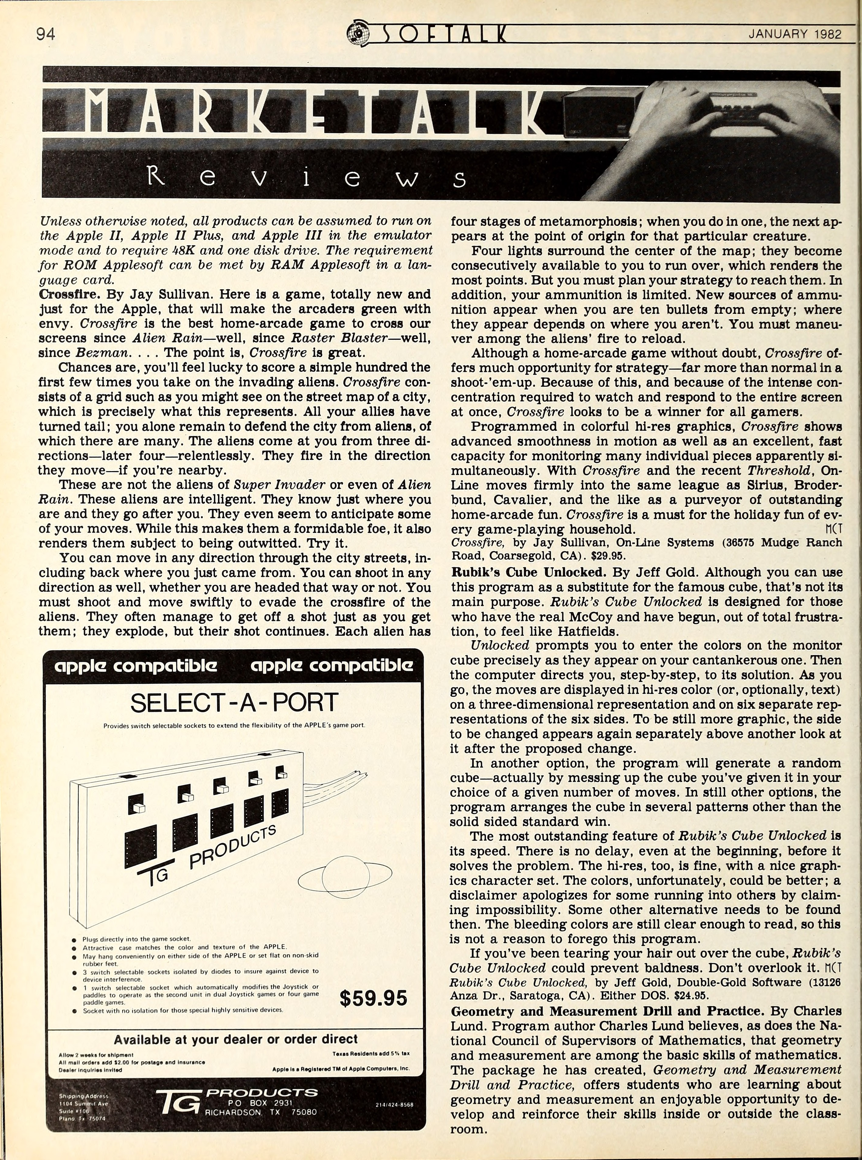 94
SOFTALK
JANUARY 1982
MARKETALK
Reviews
Unless otherwise noted, all products can be assumed to run on
the Apple II, Apple II Plus, and Apple III in the emulator
mode and to require 48K and one disk drive. The requirement
for ROM Applesoft can be met by RAM Applesoft in a lan-
guage card.
Crossfire. By Jay Sullivan. Here is a game, totally new and
just for the Apple, that will make the arcaders green with
envy. Crossfire is the best home-arcade game to cross our
screens since Alien Rain—well, since Raster Blaster—well,
since Bezman. . . . The point is, Crossfire is great.
Chances are, you'll feel lucky to score a simple hundred the
first few times you take on the invading aliens. Crossfire con-
sists of a grid such as you might see on the street map of a city,
which is precisely what this represents. All your allies have
turned tail; you alone remain to defend the city from aliens, of
which there are many. The aliens come at you from three di-
rections—later four—relentlessly. They fire in the direction
they move—if you're nearby.
These are not the aliens of Super Invader or even of Alien
Rain. These aliens are intelligent. They know just where you
are and they go after you. They even seem to anticipate some
of your moves. While this makes them a formidable foe, it also
renders them subject to being outwitted. Try it.
You can move in any direction through the city streets, in-
cluding back where you just came from. You can shoot in any
direction as well, whether you are headed that way or not. You
must shoot and move swiftly to evade the crossfire of the
aliens. They often manage to get off a shot just as you get
them; they explode, but their shot continues. Each alien has
apple compatible apple compatible
SELECT-A-PORT
Provides switch selectable sockets to extend the flexibility of the APPLE's game port.
TG PRODUCTS
● Plugs directly into the game socket.
● Attractive case matches the color and texture of the APPLE.
● May hang conveniently on either side of the APPLE or set flat on non-skid
rubber feet.
● 3 switch selectable sockets isolated by diodes to insure against device to
device interference.
● 1 switch selectable socket which automatically modifies the Joystick or
paddles to operate as the second unit in dual Joystick games or four game
paddle games.
● Socket with no isolation for those special highly sensitive devices.
$59.95
Available at your dealer or order direct
Allow 2 weeks for shipment
Texas Residents add 5% tax
All mail orders add $2.00 for postage and insurance
Dealer inquiries invited
Apple is a Registered TM of Apple Computers, Inc.
Shipping Address
1104 Summit Ave
Suite #106
Plano Tx 75074
TG PRODUCTS
P O BOX 2931
RICHARDSON, TX 75080
214/424-8568
four stages of metamorphosis; when you do in one, the next ap-
pears at the point of origin for that particular creature.
Four lights surround the center of the map; they become
consecutively available to you to run over, which renders the
most points. But you must plan your strategy to reach them. In
addition, your ammunition is limited. New sources of ammu-
nition appear when you are ten bullets from empty; where
they appear depends on where you aren't. You must maneu-
ver among the aliens' fire to reload.
Although a home-arcade game without doubt, Crossfire of-
fers much opportunity for strategy—far more than normal in a
shoot-'em-up. Because of this, and because of the intense con-
centration required to watch and respond to the entire screen
at once, Crossfire looks to be a winner for all gamers.
Programmed in colorful hi-res graphics, Crossfire shows
advanced smoothness in motion as well as an excellent, fast
capacity for monitoring many individual pieces apparently si-
multaneously. With Crossfire and the recent Threshold, On-
Line moves firmly into the same league as Sirius, Broder-
bund, Cavalier, and the like as a purveyor of outstanding
home-arcade fun. Crossfire is a must for the holiday fun of ev-
ery game-playing household. MCT
Crossfire, by Jay Sullivan, On-Line Systems (36575 Mudge Ranch
Road, Coarsegold, CA). $29.95.
Rubik's Cube Unlocked. By Jeff Gold. Although you can use
this program as a substitute for the famous cube, that's not its
main purpose. Rubik's Cube Unlocked is designed for those
who have the real McCoy and have begun, out of total frustra-
tion, to feel like Hatfields.
Unlocked prompts you to enter the colors on the monitor
cube precisely as they appear on your cantankerous one. Then
the computer directs you, step-by-step, to its solution. As you
go, the moves are displayed in hi-res color (or, optionally, text)
on a three-dimensional representation and on six separate rep-
resentations of the six sides. To be still more graphic, the side
to be changed appears again separately above another look at
it after the proposed change.
In another option, the program will generate a random
cube—actually by messing up the cube you've given it in your
choice of a given number of moves. In still other options, the
program arranges the cube in several patterns other than the
solid sided standard win.
The most outstanding feature of Rubik's Cube Unlocked is
its speed. There is no delay, even at the beginning, before it
solves the problem. The hi-res, too, is fine, with a nice graph-
ics character set. The colors, unfortunately, could be better; a
disclaimer apologizes for some running into others by claim-
ing impossibility. Some other alternative needs to be found
then. The bleeding colors are still clear enough to read, so this
is not a reason to forego this program.
If you've been tearing your hair out over the cube, Rubik's
Cube Unlocked could prevent baldness. Don't overlook it. MCT
Rubik's Cube Unlocked, by Jeff Gold, Double-Gold Software (13126
Anza Dr., Saratoga, CA). Either DOS. $24.95.
Geometry and Measurement Drill and Practice. By Charles
Lund. Program author Charles Lund believes, as does the Na-
tional Council of Supervisors of Mathematics, that geometry
and measurement are among the basic skills of mathematics.
The package he has created, Geometry and Measurement
Drill and Practice, offers students who are learning about
geometry and measurement an enjoyable opportunity to de-
velop and reinforce their skills inside or outside the class-
room.